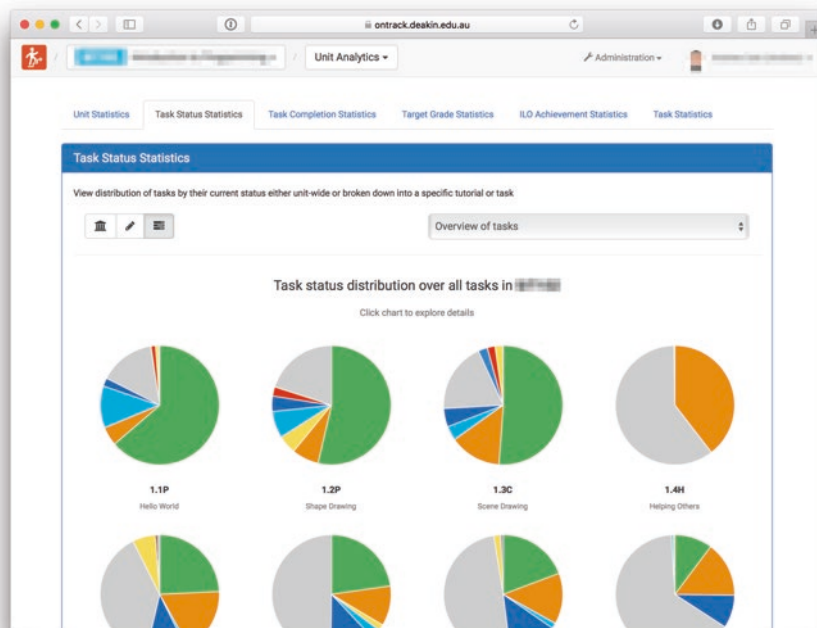 ontrack.deakin.edu.au
Unit Analytics
Administration
Unit Statistics
Task Status Statistics
Task Completion Statistics
Target Grade Statistics
ILO Achievement Statistics
Task Statistics
Task Status Statistics
View distribution of tasks by their current status either unit-wide or broken down into a specific tutorial or task
Overview of tasks
Task status distribution over all tasks in
Click chart to explore details
1.1P
1.2P
1.3C
1.4H
Hello World
Shape Drawing
Scene Drawing
Helping Others